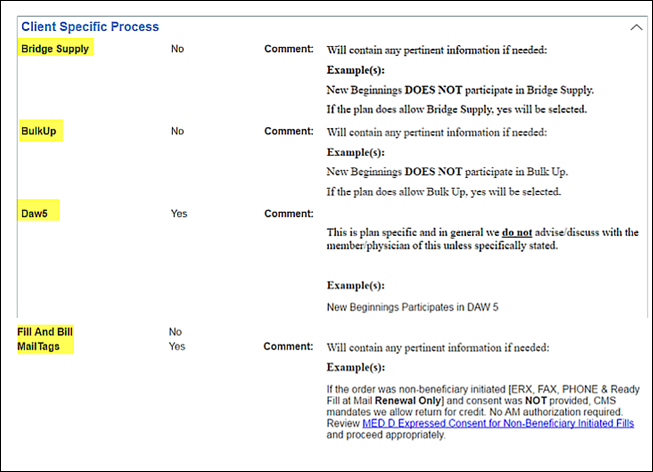 Client Specific Process
Bridge Supply No Comment: Will contain any pertinent information if needed:
Example(s):
New Beginnings DOES NOT participate in Bridge Supply.
If the plan does allow Bridge Supply, yes will be selected.
BulkUp No Comment: Will contain any pertinent information if needed:
Example(s):
New Beginnings DOES NOT participate in Bulk Up.
If the plan does allow Bulk Up, yes will be selected.
Daw5 Yes Comment:
This is plan specific and in general we do not advise/discuss with the
member/physician of this unless specifically stated.
Example(s):
New Beginnings Participates in DAW 5
Fill And Bill No
MailTags Yes Comment: Will contain any pertinent information if needed:
Example(s):
If the order was non-beneficiary initiated [ERX, FAX, PHONE & Ready
Fill at Mail Renewal Only] and consent was NOT provided, CMS
mandates we allow return for credit. No AM authorization required.
Review MED D Expressed Consent for Non-Beneficiary Initiated Fills
and proceed appropriately.